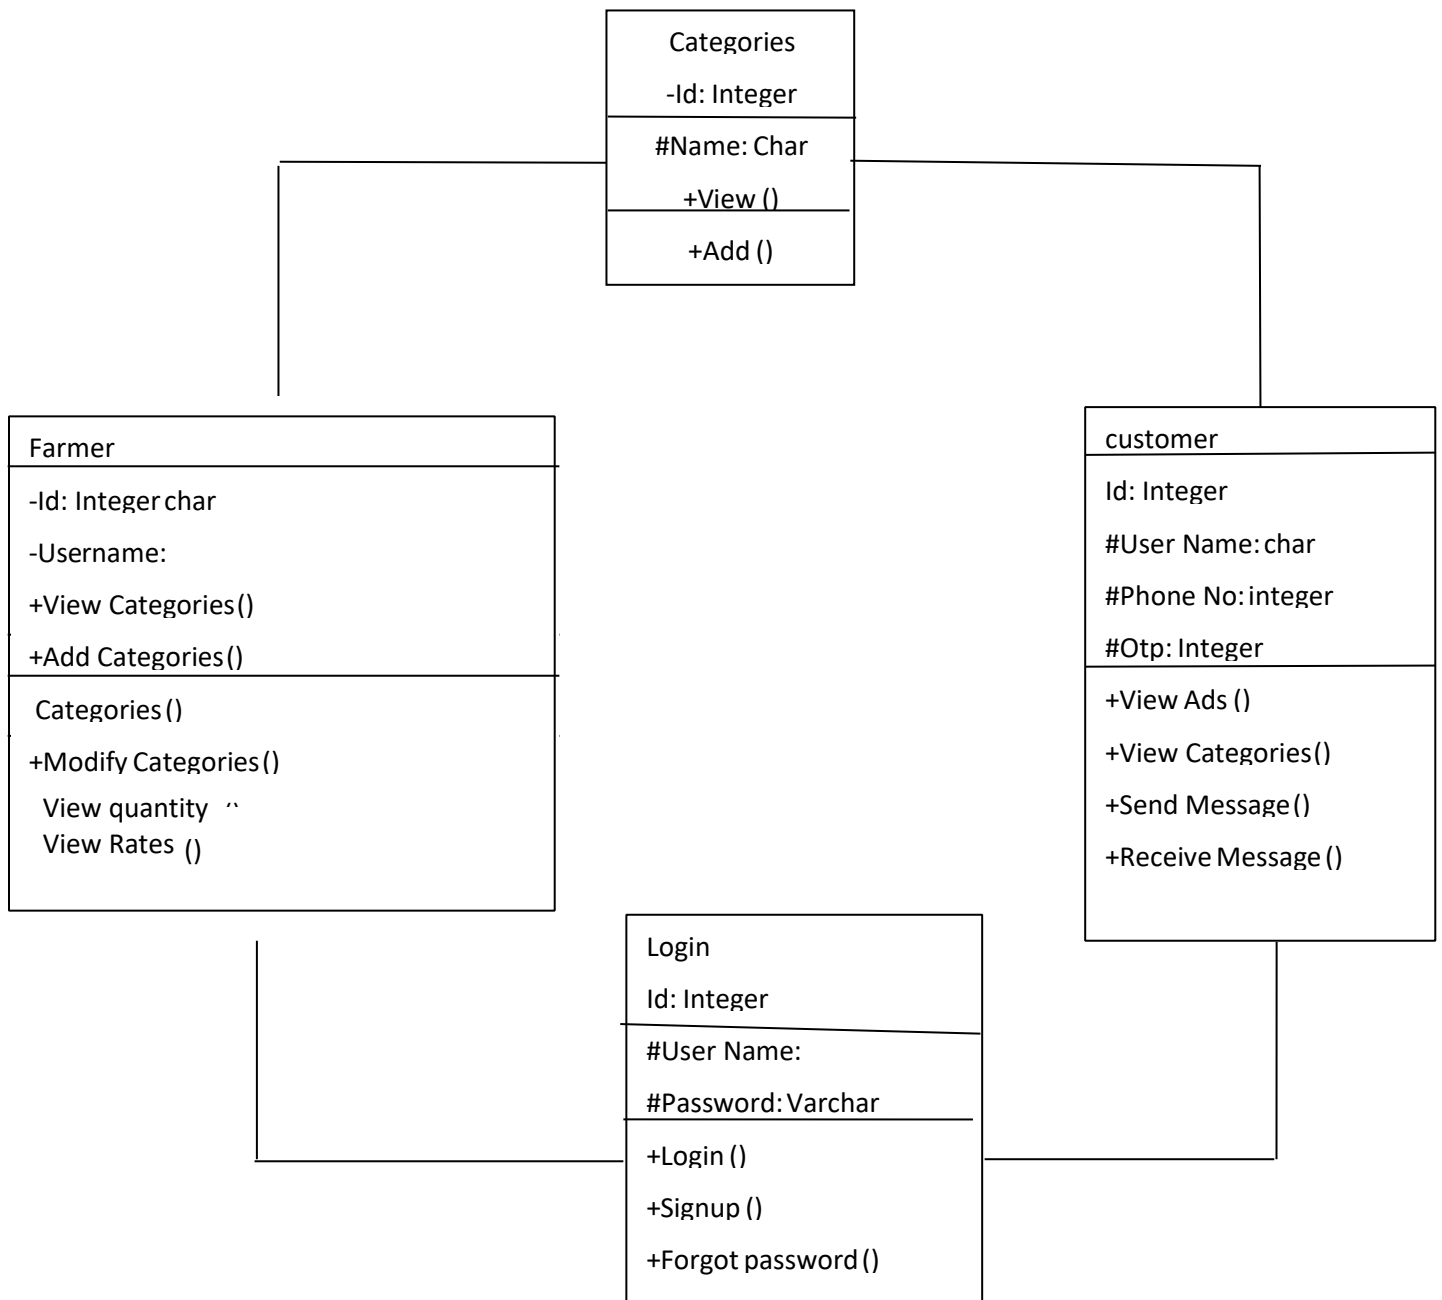 Categories
-Id: Integer
#Name: Char
+View ()
+Add ()
Farmer
-Id: Integer char
-Username:
+View Categories ()
+Add Categories ()
Categories ()
+Modify Categories ()
View quantity
View Rates ()
customer
Id: Integer
#User Name: char
#Phone No: integer
#Otp: Integer
+View Ads ()
+View Categories ()
+Send Message ()
+Receive Message ()
Login
Id: Integer
#User Name:
#Password: Varchar
+Login ()
+Signup ()
+Forgot password ()